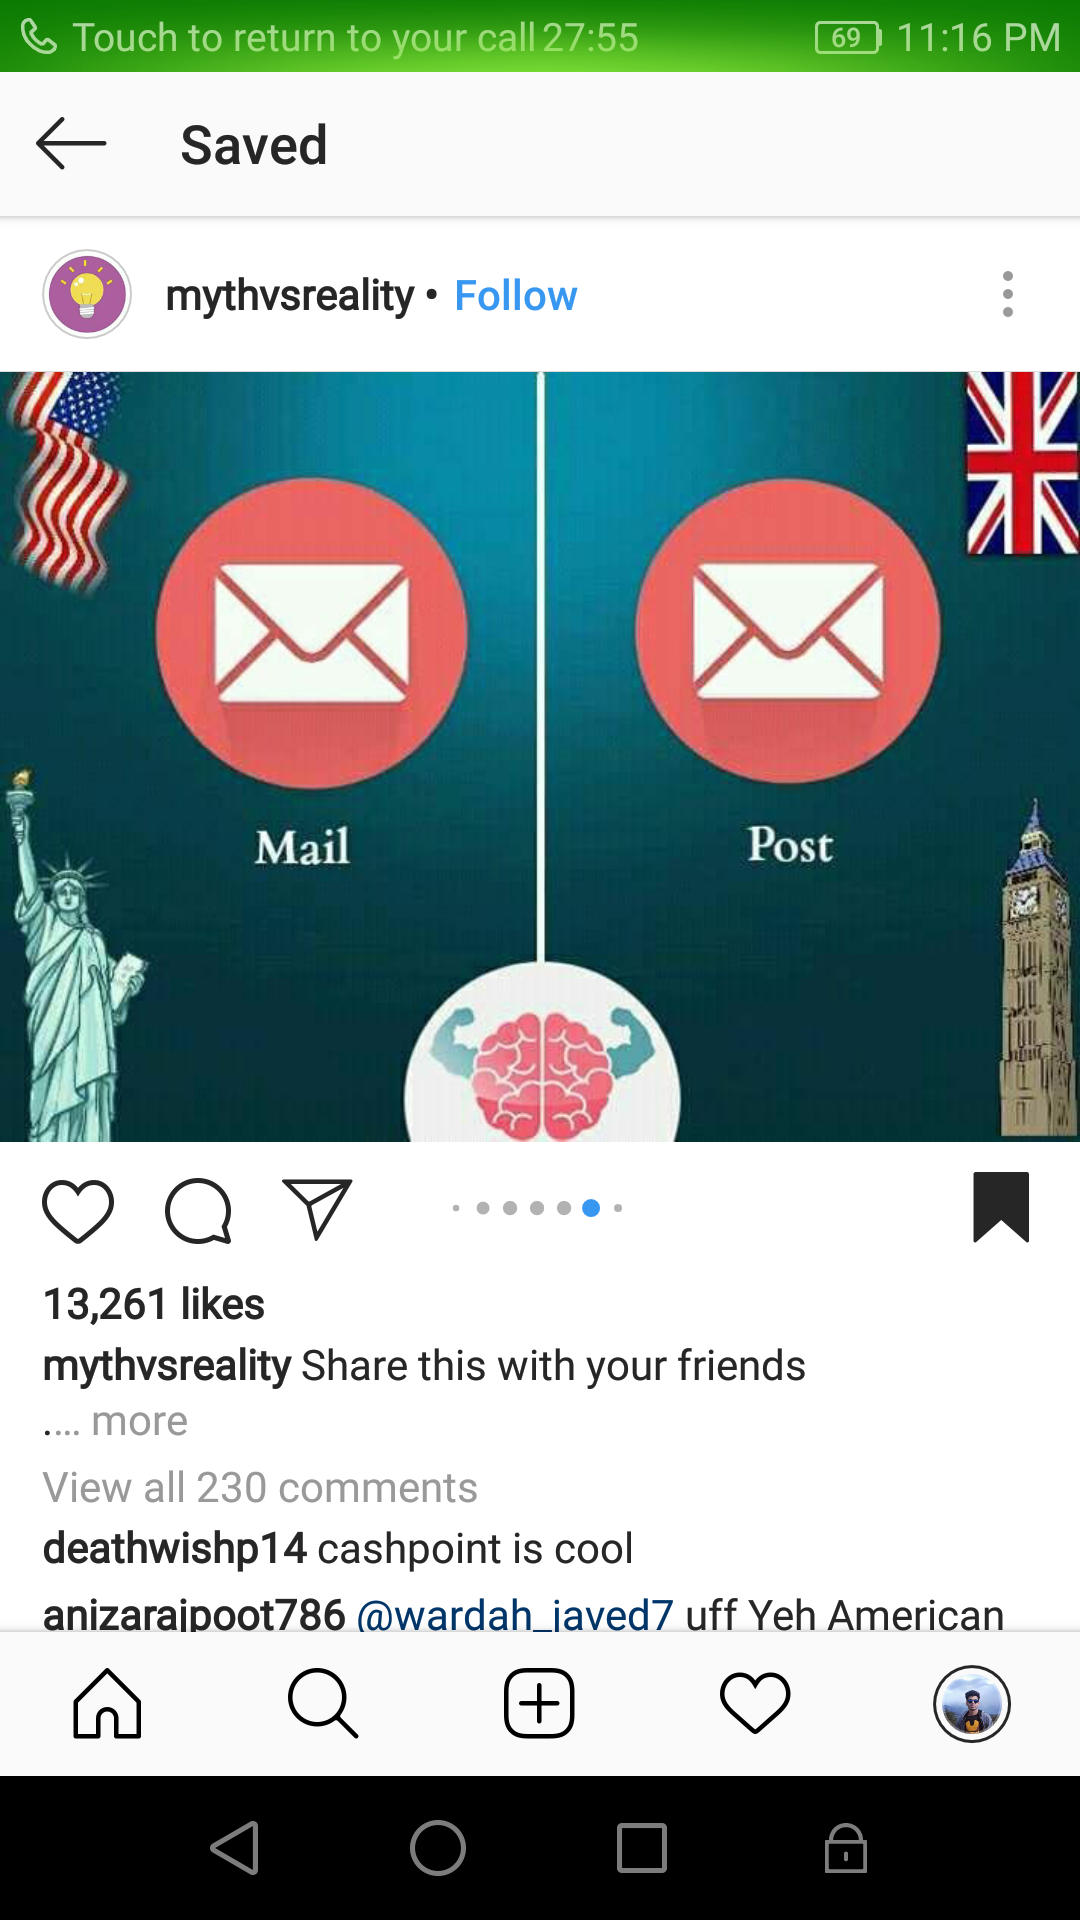 Touch to return to your call 27:55
69 11:16 PM
Saved
mythvsreality • Follow
Mail
Post
13,261 likes
mythvsreality Share this with your friends
.... more
View all 230 comments
deathwishp14 cashpoint is cool
anizarajpoot786 @wardah_javed7 uff Yeh American